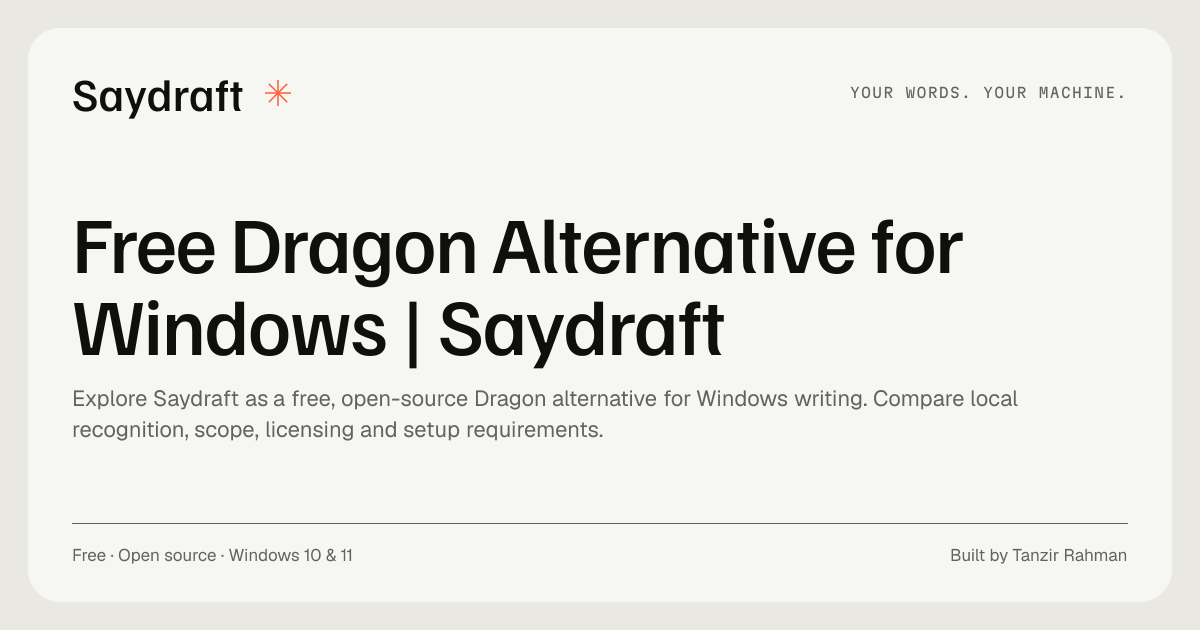 Saydraft
YOUR WORDS. YOUR MACHINE.
Free Dragon Alternative for
Windows | Saydraft
Explore Saydraft as a free, open-source Dragon alternative for Windows writing. Compare local
recognition, scope, licensing and setup requirements.
Free · Open source · Windows 10 & 11
Built by Tanzir Rahman